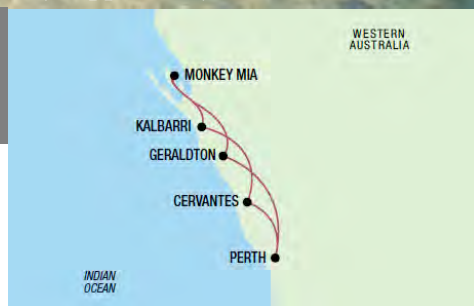 WESTERN
AUSTRALIA
MONKEY MIA
KALBARRI
GERALDTON
CERVANTES
PERTH
INDIAN
OCEAN